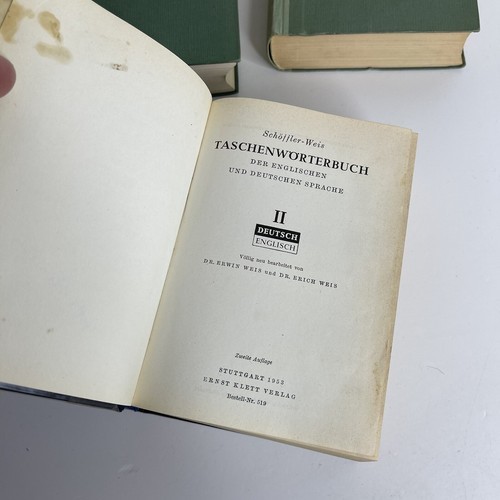 Schöffler-Weis
TASCHENWÖRTERBUCH
DER ENGLISCHEN
UND DEUTSCHEN SPRACHE
II
DEUTSCH
ENGLISCH
Völlig neu bearbeitet von
DR. ERWIN WEIS und DR. ERICH WEIS
Zweite Auflage
STUTTGART 1953
ERNST KLETT VERLAG
Bestell-Nr. 519